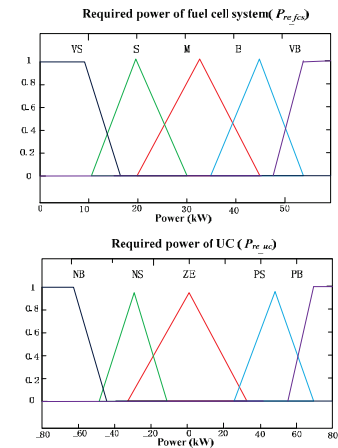 Required power of fuel cell system( P re_fcs)
VS S M B VB
1
0.8
0.6
0.4
0.2
0
0 10 20 30 40 50
Power (kW)
Required power of UC ( P re_uc)
NB NS ZE PS PB
1
0.8
0.6
0.4
0.2
0
-80 -60 -40 -20 0 20 40 60 80
Power (kW)